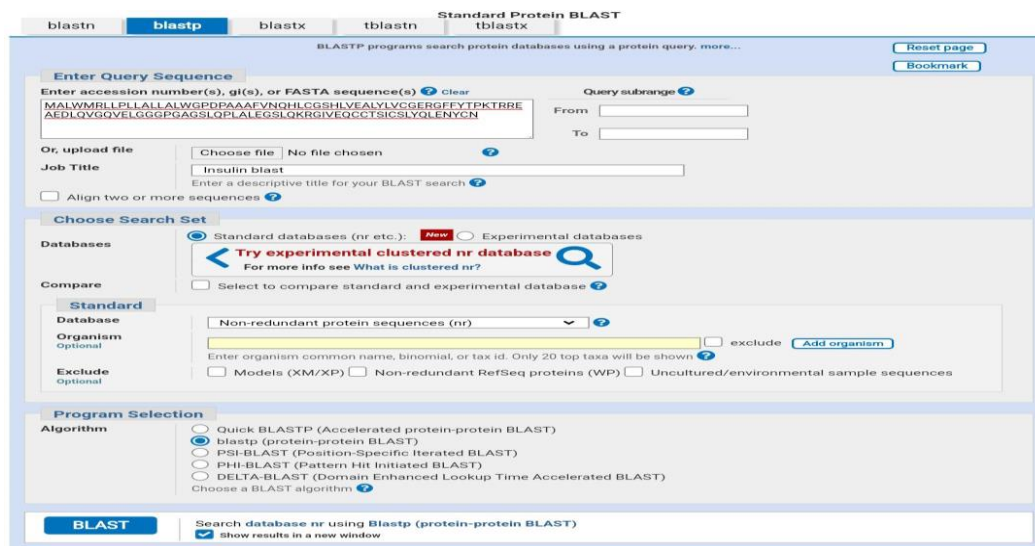 Standard Protein BLAST
blastn blastp blastx tblastn tblastx
BLASTP programs search protein databases using a protein query. more...
Reset page
Bookmark
Enter Query Sequence
Enter accession number(s), gi(s), or FASTA sequence(s) ? Clear
Query subrange ?
MALWMRLLPLLALLALWGPDPAAAFVNQHLCGSHLVEALYLVCGERGFFYTPKTRRE
AEDLQVGQVELGGGPGAGSLQPLALEGSLQKRGIVEQCCTSICSLYQLENYCN
From
To
Or, upload file Choose file No file chosen ?
Job Title Insulin blast
Enter a descriptive title for your BLAST search ?
Align two or more sequences ?
Choose Search Set
Databases Standard databases (nr etc.): New Experimental databases
Try experimental clustered nr database
For more info see What is clustered nr?
Compare Select to compare standard and experimental database ?
Standard
Database Non-redundant protein sequences (nr) ?
Organism
Optional
exclude Add organism
Enter organism common name, binomial, or tax id. Only 20 top taxa will be shown ?
Exclude
Optional
Models (XM/XP) Non-redundant RefSeq proteins (WP) Uncultured/environmental sample sequences
Program Selection
Algorithm Quick BLASTP (Accelerated protein-protein BLAST)
blastp (protein-protein BLAST)
PSI-BLAST (Position-Specific Iterated BLAST)
PHI-BLAST (Pattern Hit Initiated BLAST)
DELTA-BLAST (Domain Enhanced Lookup Time Accelerated BLAST)
Choose a BLAST algorithm ?
BLAST Search database nr using Blastp (protein-protein BLAST)
Show results in a new window